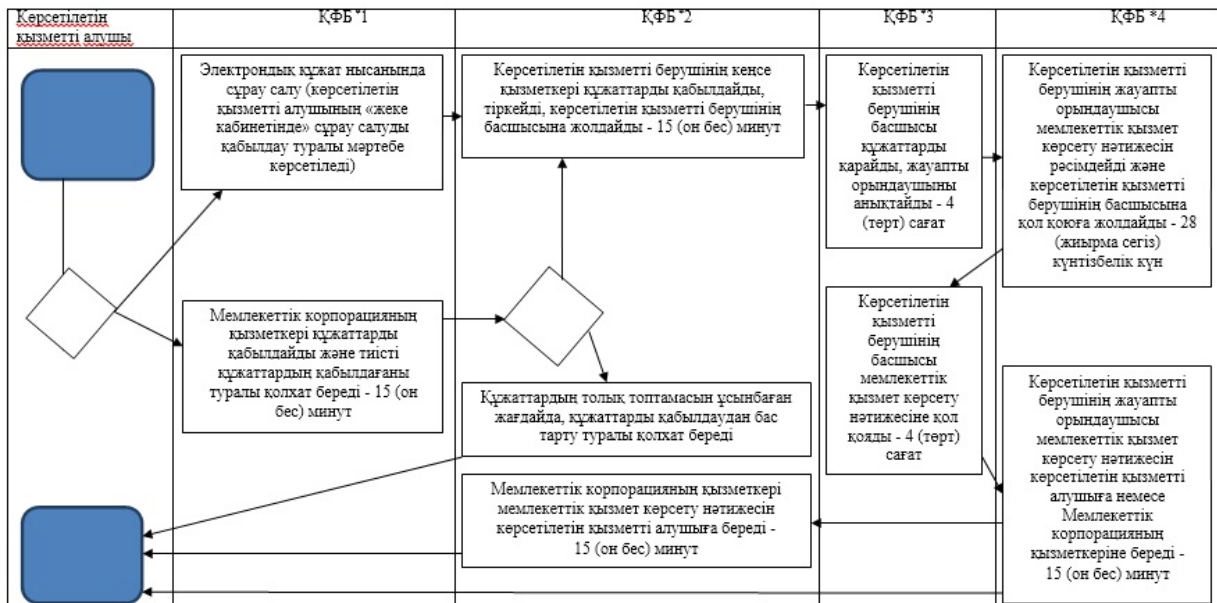 Көрсетілетін
қызметті алушы
ҚФБ *1
ҚФБ *2
ҚФБ *3
ҚФБ *4
Электрондық құжат нысанында
сұрау салу (көрсетілетін
қызметті алушының «жеке
кабинетінде» сұрау салуды
қабылдау туралы мәртебе
көрсетіледі)
Көрсетілетін қызметті берушінің кеңсе
қызметкері құжаттарды қабылдайды,
тіркейді, көрсетілетін қызметті берушінің
басшысына жолдайды - 15 (он бес) минут
Көрсетілетін
қызметті
берушінің
басшысы
құжаттарды
қарайды, жауапты
орындаушыны
анықтайды - 4
(төрт) сағат
Көрсетілетін қызметті
берушінің жауапты
орындаушысы
мемлекеттік қызмет
көрсету нәтижесін
рәсімдейді және
көрсетілетін қызметті
берушінің басшысына
қол қоюға жолдайды - 28
(жиырма сегіз)
күнтізбелік күн
Мемлекеттік корпорацияның
қызметкері құжаттарды
қабылдайды және тиісті
құжаттардың қабылдағаны
туралы қолхат береді - 15 (он
бес) минут
Құжаттардың толық топтамасын ұсынбаған
жағдайда, құжаттарды қабылдаудан бас
тарту туралы қолхат береді
Көрсетілетін
қызметті
берушінің
басшысы
мемлекеттік
қызмет көрсету
нәтижесіне қол
қояды - 4 (төрт)
сағат
Көрсетілетін қызметті
берушінің жауапты
орындаушысы
мемлекеттік қызмет
көрсету нәтижесін
көрсетілетін қызметті
алушыға немесе
Мемлекеттік
корпорацияның
қызметкеріне береді -
15 (он бес) минут
Мемлекеттік корпорацияның қызметкері
мемлекеттік қызмет көрсету нәтижесін
көрсетілетін қызметті алушыға береді -
15 (он бес) минут